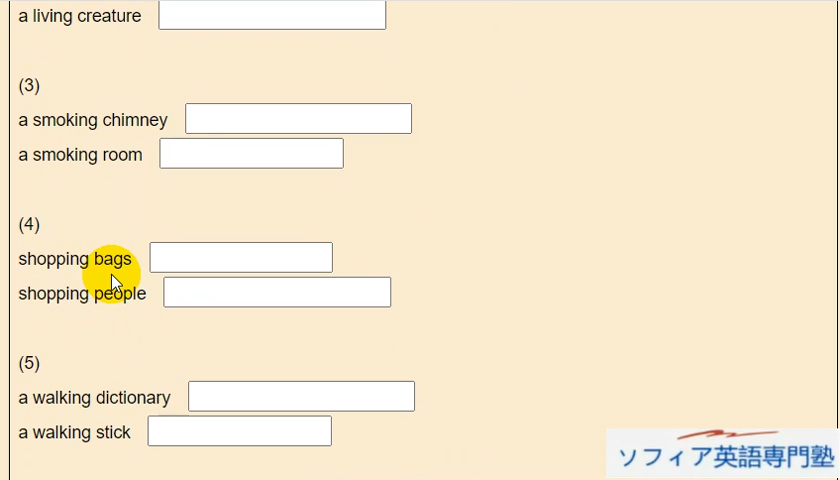 a living creature
(3)
a smoking chimney
a smoking room
(4)
shopping bags
shopping people
(5)
a walking dictionary
a walking stick
ソフィア英語専門塾